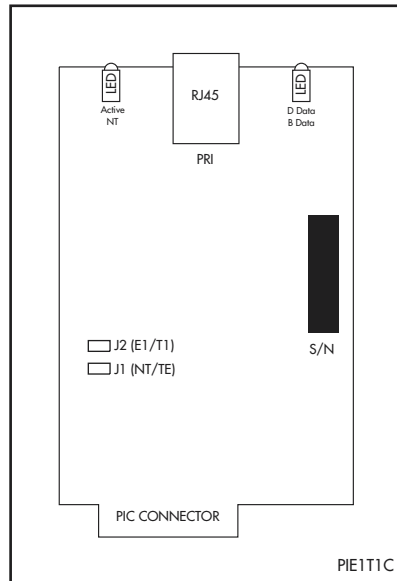 LED
RJ45
LED
Active
NT
D Data
B Data
PRI
S/N
J2 (E1/T1)
J1 (NT/TE)
PIC CONNECTOR
PIE1T1C